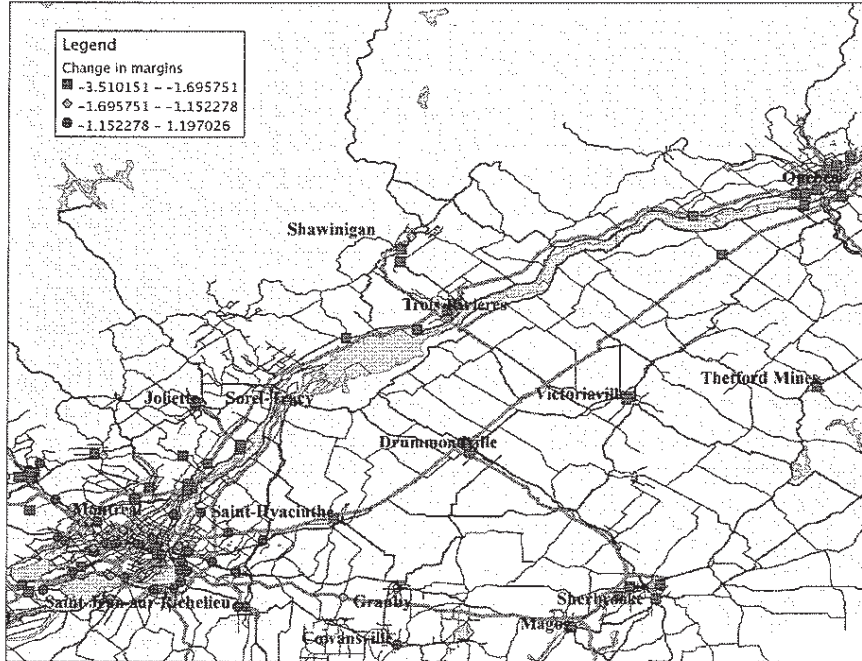 Legend
Change in margins
-3.510151 - -1.695751
-1.695751 - -1.152278
-1.152278 - 1.197026
Quebec
Shawinigan
Trois-Rivieres
Thetford Mines
Joliette
Sorel-Tracy
Victoriaville
Drummondville
Montreal
Saint-Hyacinthe
Saint-Jean-sur-Richelieu
Granby
Sherbrooke
Magog
Cowansville